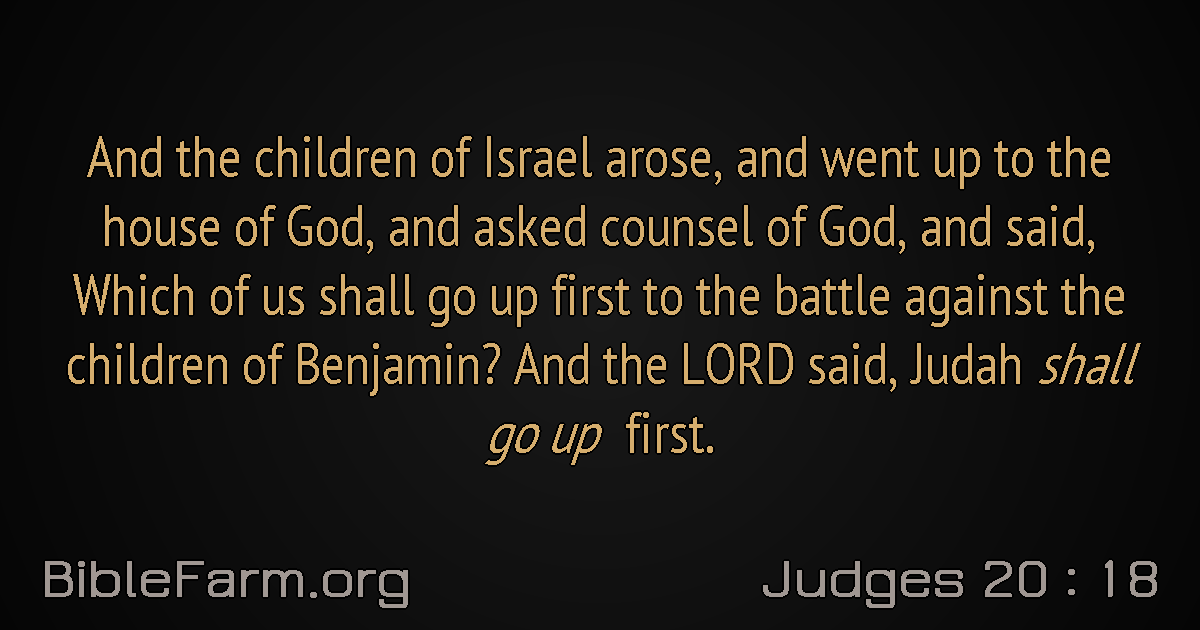 And the children of Israel arose, and went up to the
house of God, and asked counsel of God, and said,
Which of us shall go up first to the battle against the
children of Benjamin? And the LORD said, Judah shall
go up first.
BibleFarm.org
Judges 20 : 18